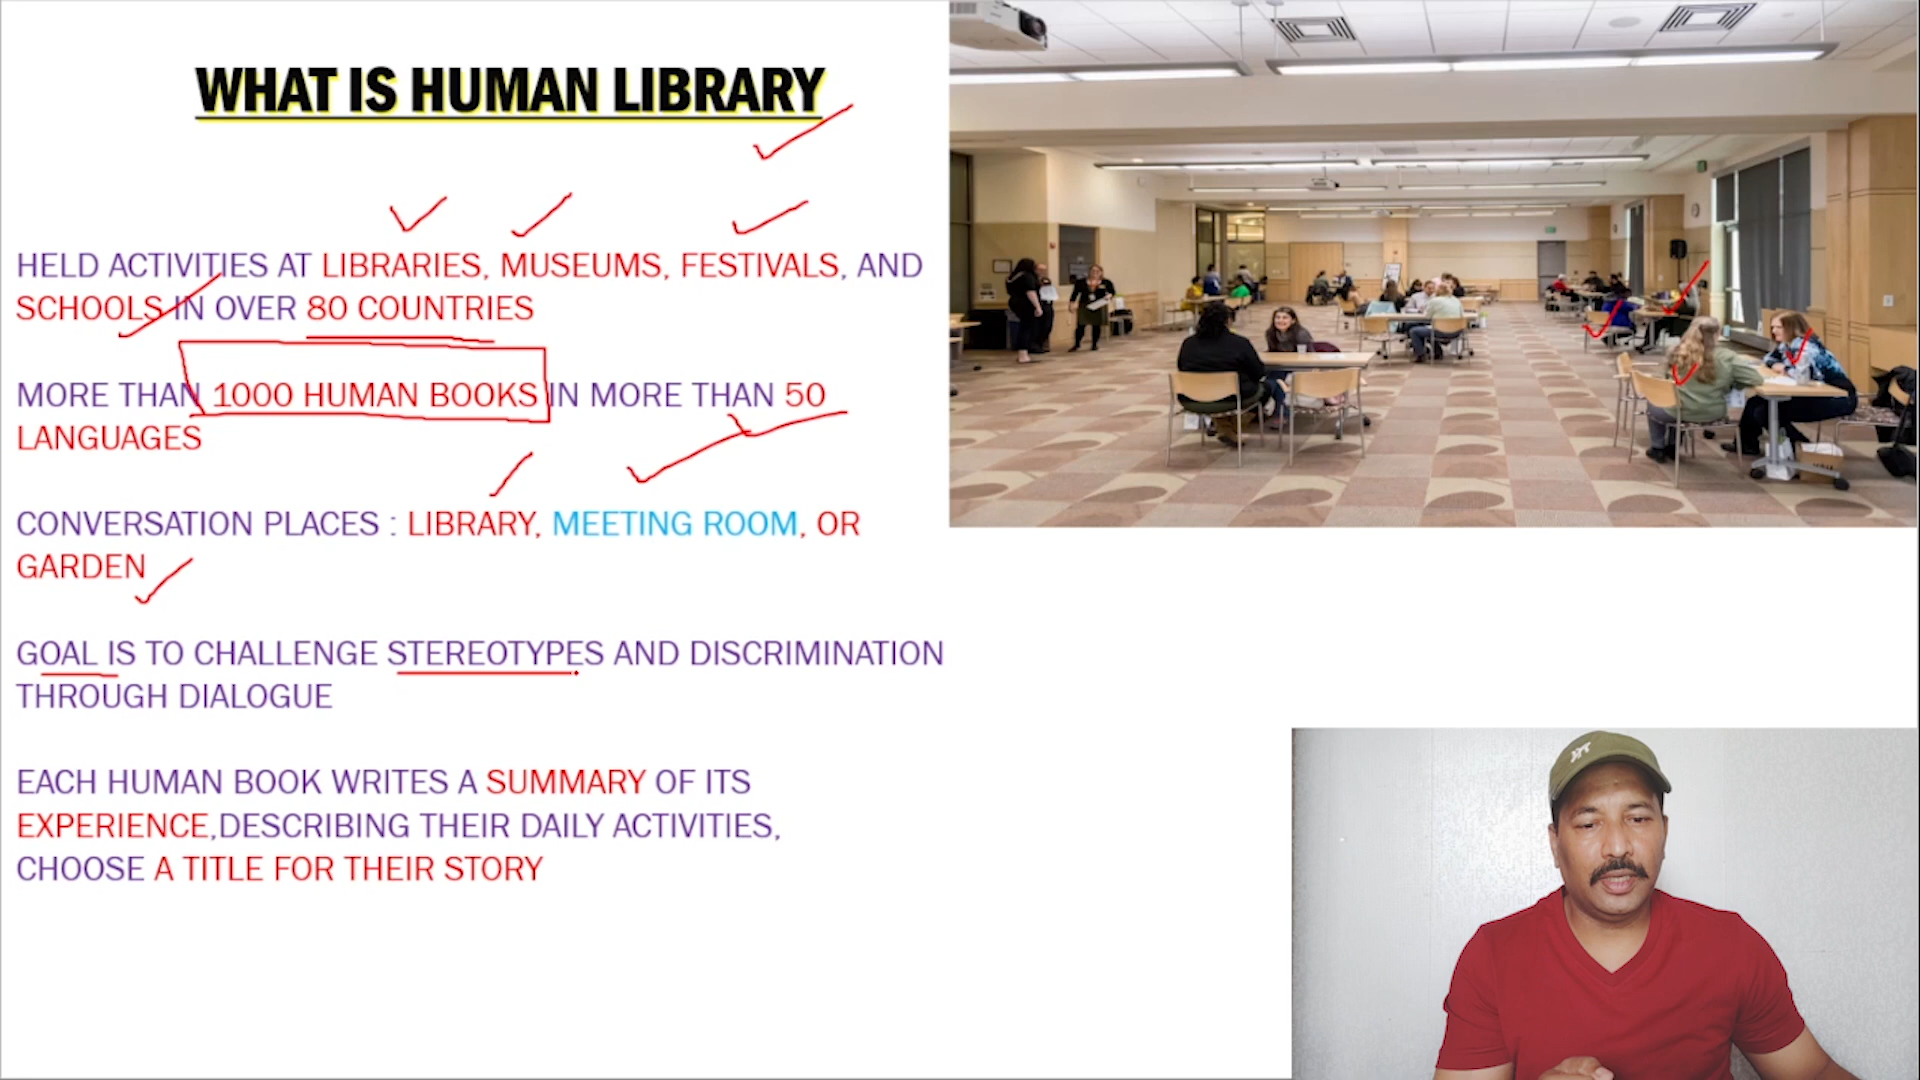 WHAT IS HUMAN LIBRARY
HELD ACTIVITIES AT LIBRARIES, MUSEUMS, FESTIVALS, AND
SCHOOLS IN OVER 80 COUNTRIES
MORE THAN 1000 HUMAN BOOKS IN MORE THAN 50
LANGUAGES
CONVERSATION PLACES : LIBRARY, MEETING ROOM, OR
GARDEN
GOAL IS TO CHALLENGE STEREOTYPES AND DISCRIMINATION
THROUGH DIALOGUE
EACH HUMAN BOOK WRITES A SUMMARY OF ITS
EXPERIENCE,DESCRIBING THEIR DAILY ACTIVITIES,
CHOOSE A TITLE FOR THEIR STORY